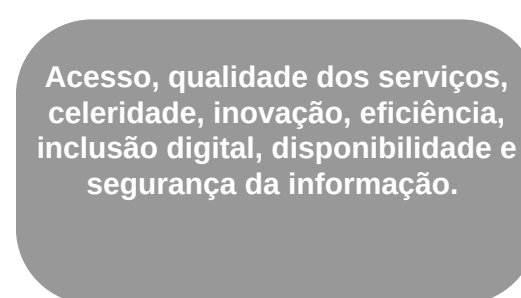 Acesso, qualidade dos serviços,
celeridade, inovação, eficiência,
inclusão digital, disponibilidade e
segurança da informação.